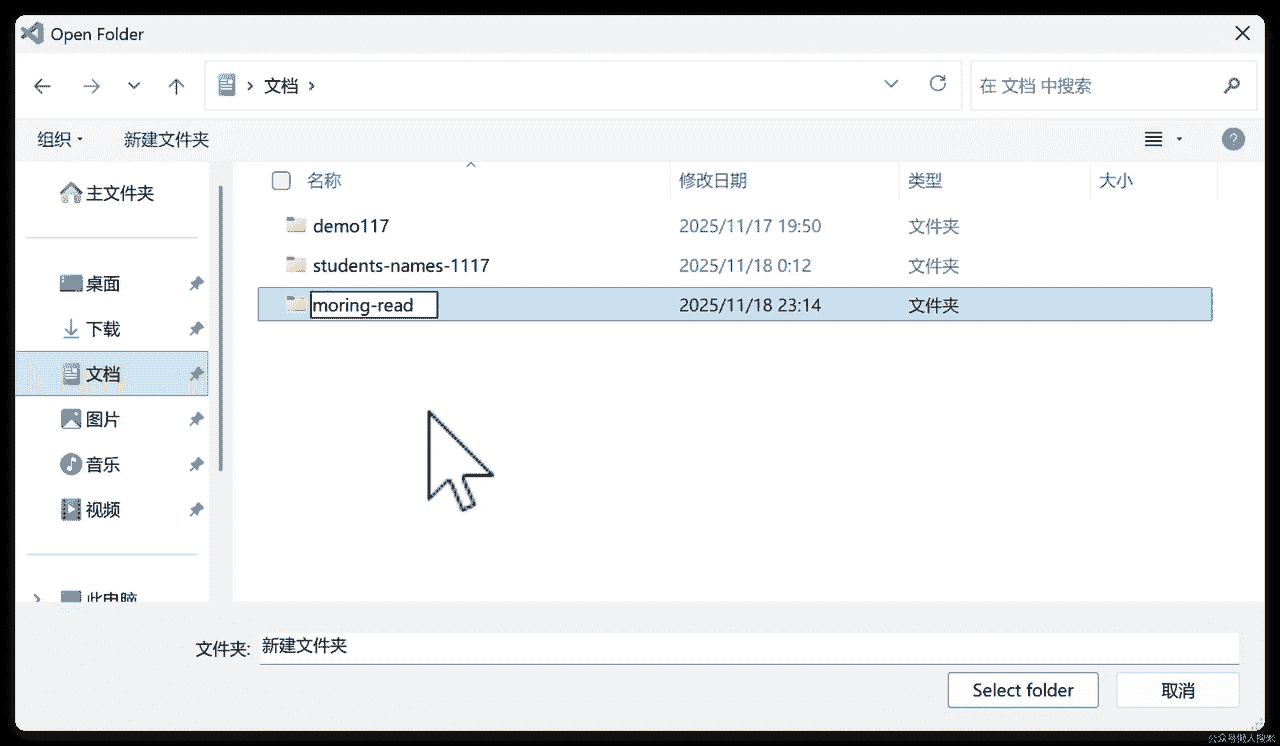 Open Folder
文档
在 文档 中搜索
组织
新建文件夹
主文件夹
桌面
下载
文档
图片
音乐
视频
此电脑
名称 修改日期 类型 大小
demo117 2025/11/17 19:50 文件夹
students-names-1117 2025/11/18 0:12 文件夹
moring-read 2025/11/18 23:14 文件夹
文件夹: 新建文件夹
Select folder 取消